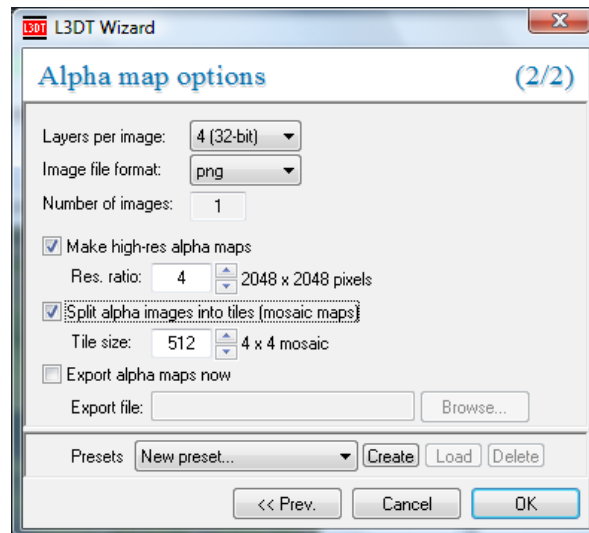 L3DT L3DT Wizard
Alpha map options (2/2)
Layers per image: 4 (32-bit)
Image file format: png
Number of images: 1
Make high-res alpha maps
Res. ratio: 4 2048 x 2048 pixels
Split alpha images into tiles (mosaic maps)
Tile size: 512 4 x 4 mosaic
Export alpha maps now
Export file: Browse...
Presets New preset... Create Load Delete
<< Prev. Cancel OK